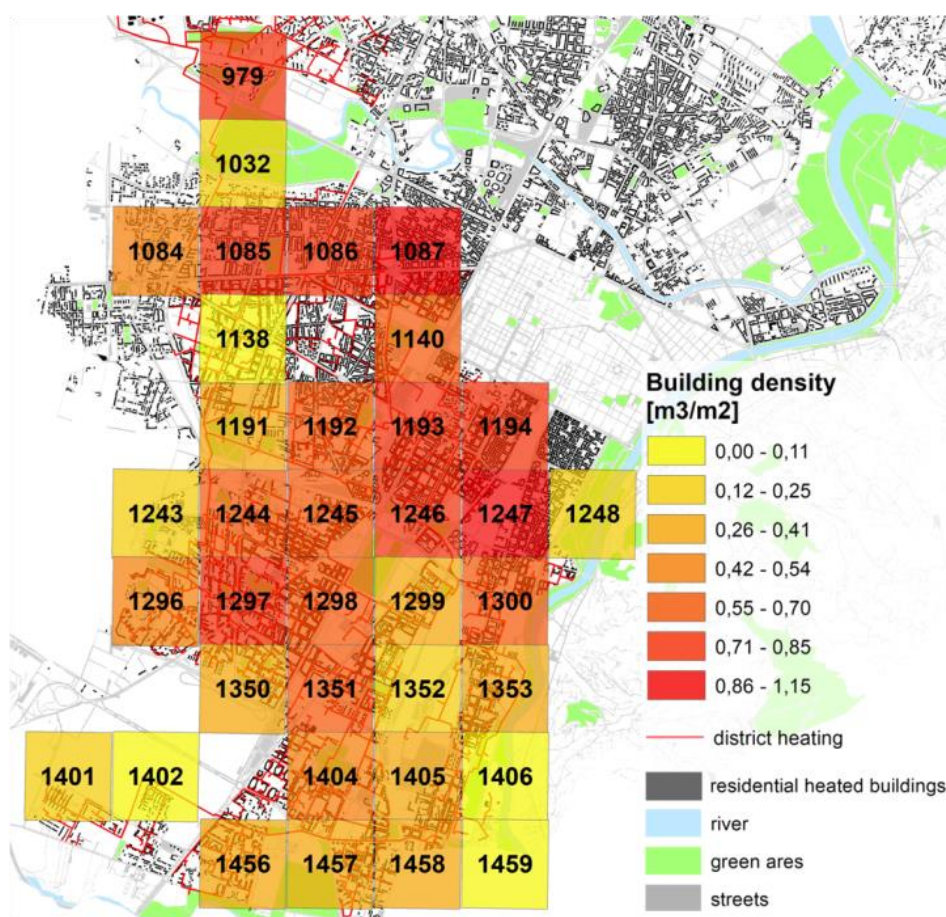 979
1032
1084 1085 1086 1087
1138 1140
1191 1192 1193 1194
1243 1244 1245 1246 1247 1248
1296 1297 1298 1299 1300
1350 1351 1352 1353
1401 1402 1404 1405 1406
1456 1457 1458 1459
Building density
[m3/m2]
0,00 - 0,11
0,12 - 0,25
0,26 - 0,41
0,42 - 0,54
0,55 - 0,70
0,71 - 0,85
0,86 - 1,15
district heating
residential heated buildings
river
green ares
streets